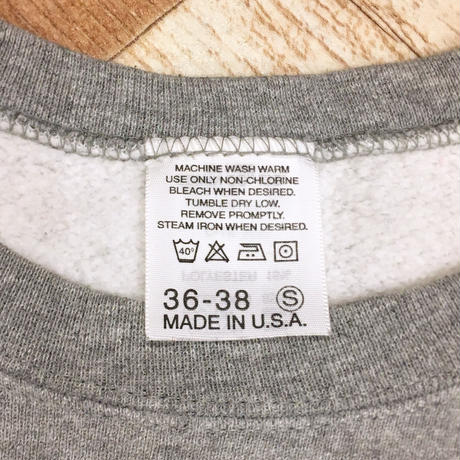 MACHINE WASH WARM
USE ONLY NON-CHLORINE
BLEACH WHEN DESIRED.
TUMBLE DRY LOW.
REMOVE PROMPTLY.
STEAM IRON WHEN DESIRED.
40°
36-38 S
MADE IN U.S.A.